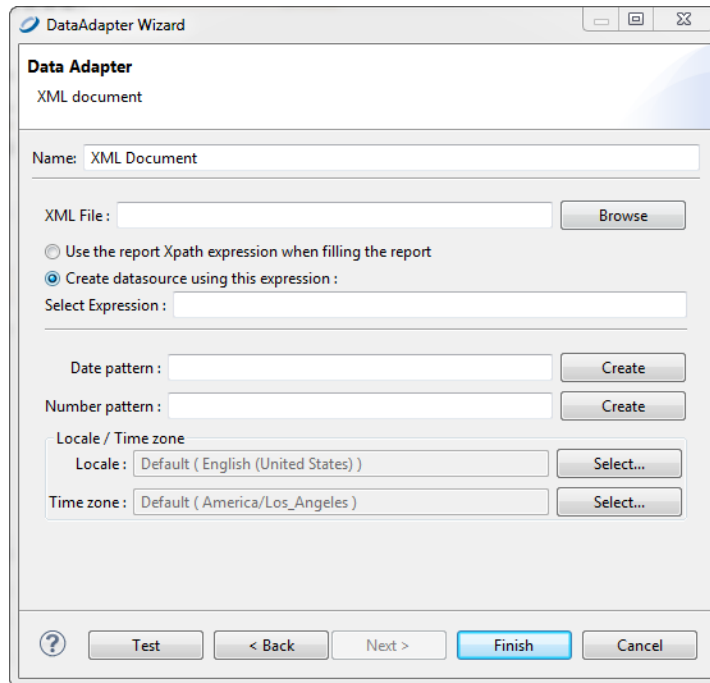 DataAdapter Wizard
Data Adapter
XML document
Name: XML Document
XML File : Browse
Use the report Xpath expression when filling the report
Create datasource using this expression :
Select Expression :
Date pattern : Create
Number pattern : Create
Locale / Time zone
Locale : Default ( English (United States) ) Select...
Time zone : Default ( America/Los_Angeles ) Select...
? Test < Back Next > Finish Cancel